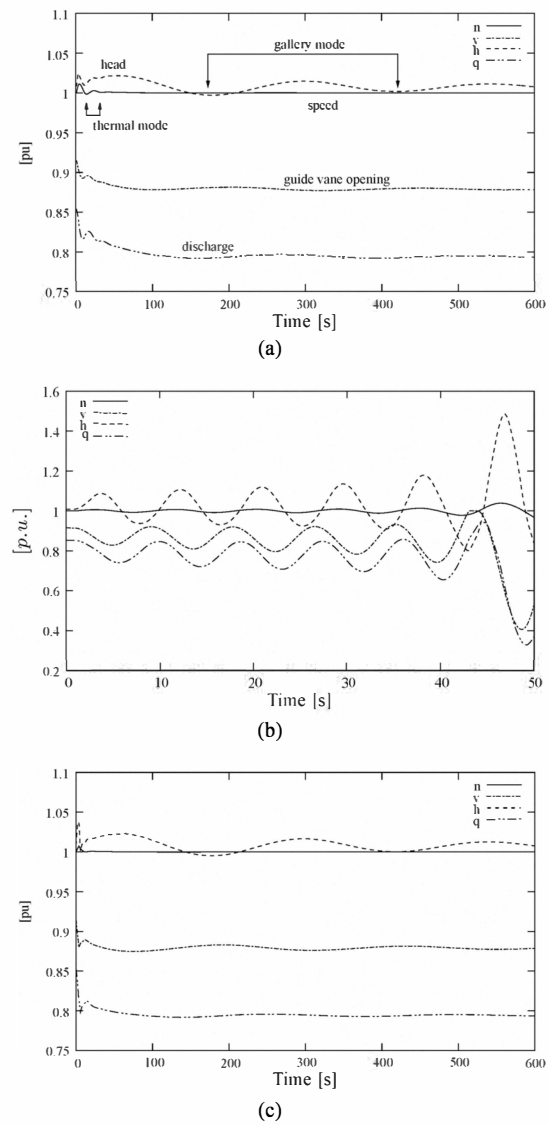 1.1
n
v
h
q
1.05
head
gallery mode
1
speed
thermal mode
0.95
[pu]
0.9
guide vane opening
0.85
discharge
0.8
0.75
0 100 200 300 400 500 600
Time [s]
(a)
1.6
n
v
h
q
1.4
1.2
1
[p.u.]
0.8
0.6
0.4
0.2
0 10 20 30 40 50
Time [s]
(b)
1.1
n
v
h
q
1.05
1
0.95
[pu]
0.9
0.85
0.8
0.75
0 100 200 300 400 500 600
Time [s]
(c)